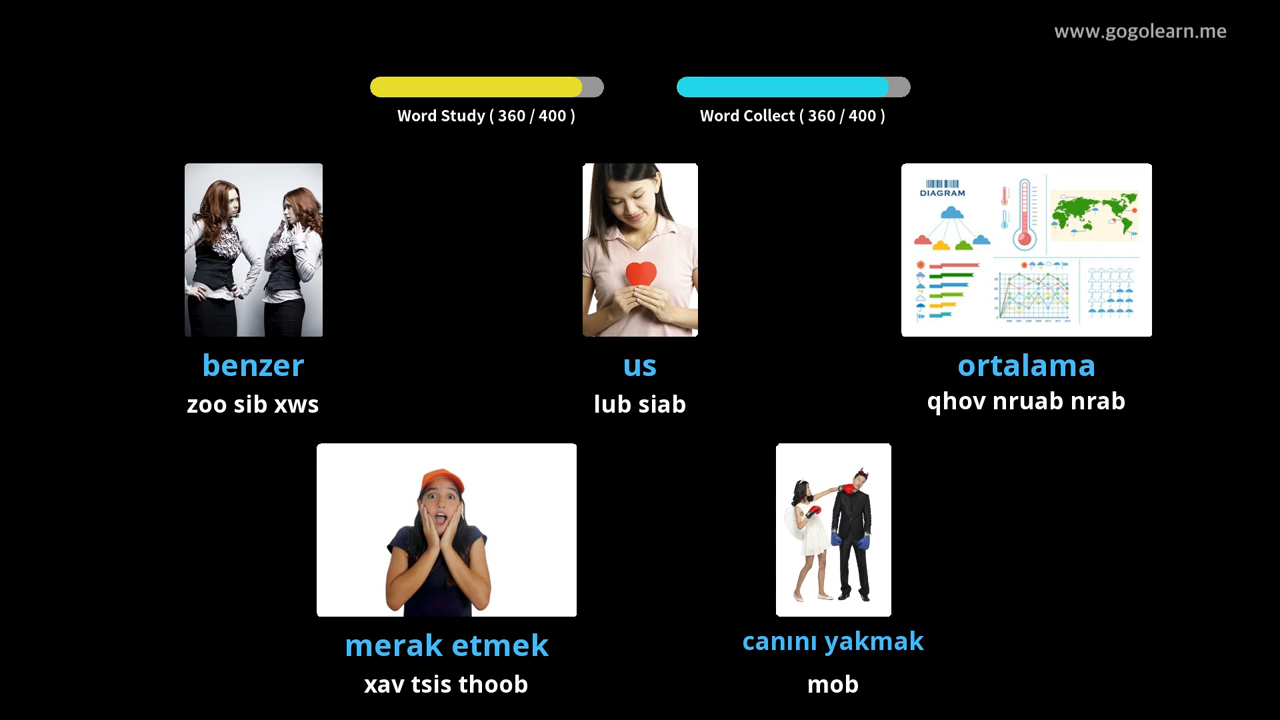 www.gogolearn.me
Word Study ( 360 / 400 )
Word Collect ( 360 / 400 )
DIAGRAM
benzer
us
ortalama
zoo sib xws
lub siab
qhov nruab nrab
merak etmek
canını yakmak
xav tsis thoob
mob